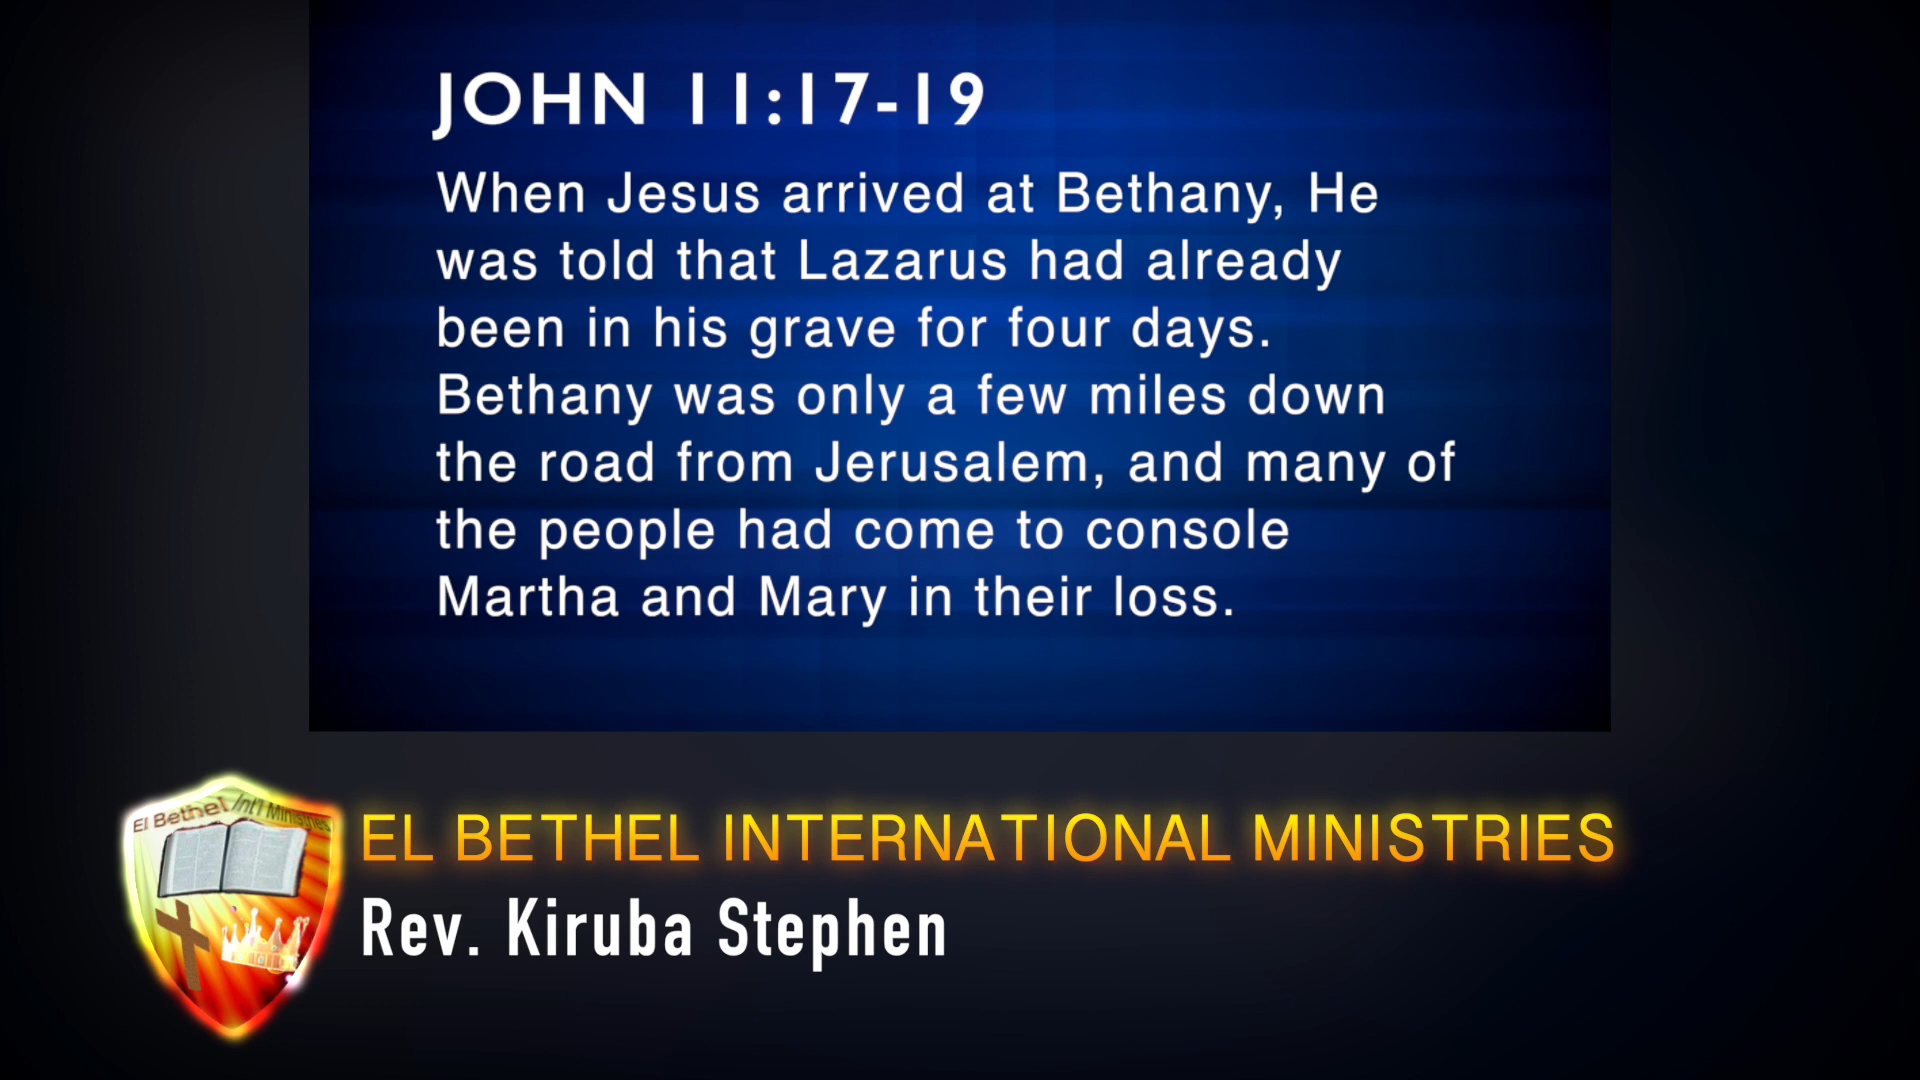 JOHN 11:17-19
When Jesus arrived at Bethany, He
was told that Lazarus had already
been in his grave for four days.
Bethany was only a few miles down
the road from Jerusalem, and many of
the people had come to console
Martha and Mary in their loss.
El Bethel Int'l Ministries
EL BETHEL INTERNATIONAL MINISTRIES
Rev. Kiruba Stephen